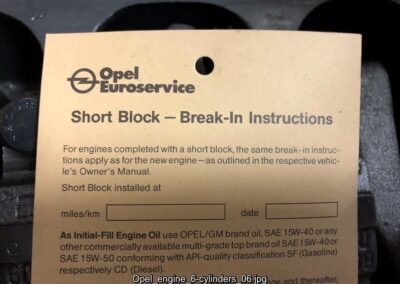 Opel
Euroservice
Short Block – Break-In Instructions
For engines completed with a short block, the same break-in instruc-
tions apply as for the new engine—as outlined in the respective vehic-
le's Owner's Manual.
Short Block installed at
miles/km
date
As Initial-Fill Engine Oil use OPEL/GM brand oil, SAE 15W-40 or any
other commercially available multi-grade top brand oil SAE 15W-40 or
SAE 15W-50 conforming with API-quality classification SF (Gasoline)
respectively CD (Diesel).
thereafter,
Opel_engine_6-cylinders_06.jpg